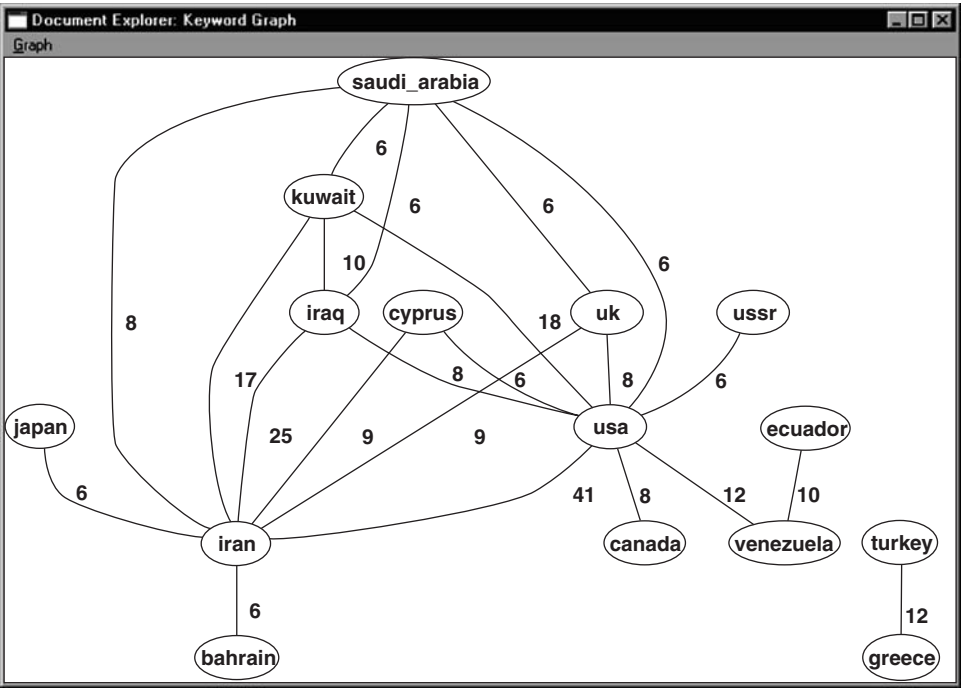 Document Explorer: Keyword Graph
Graph
saudi_arabia
6
kuwait
6
6
10
6
8
iraq
cyprus
18
uk
ussr
17
8
6
8
6
japan
25
9
9
usa
ecuador
6
41
8
12
10
iran
canada
venezuela
turkey
6
12
bahrain
greece